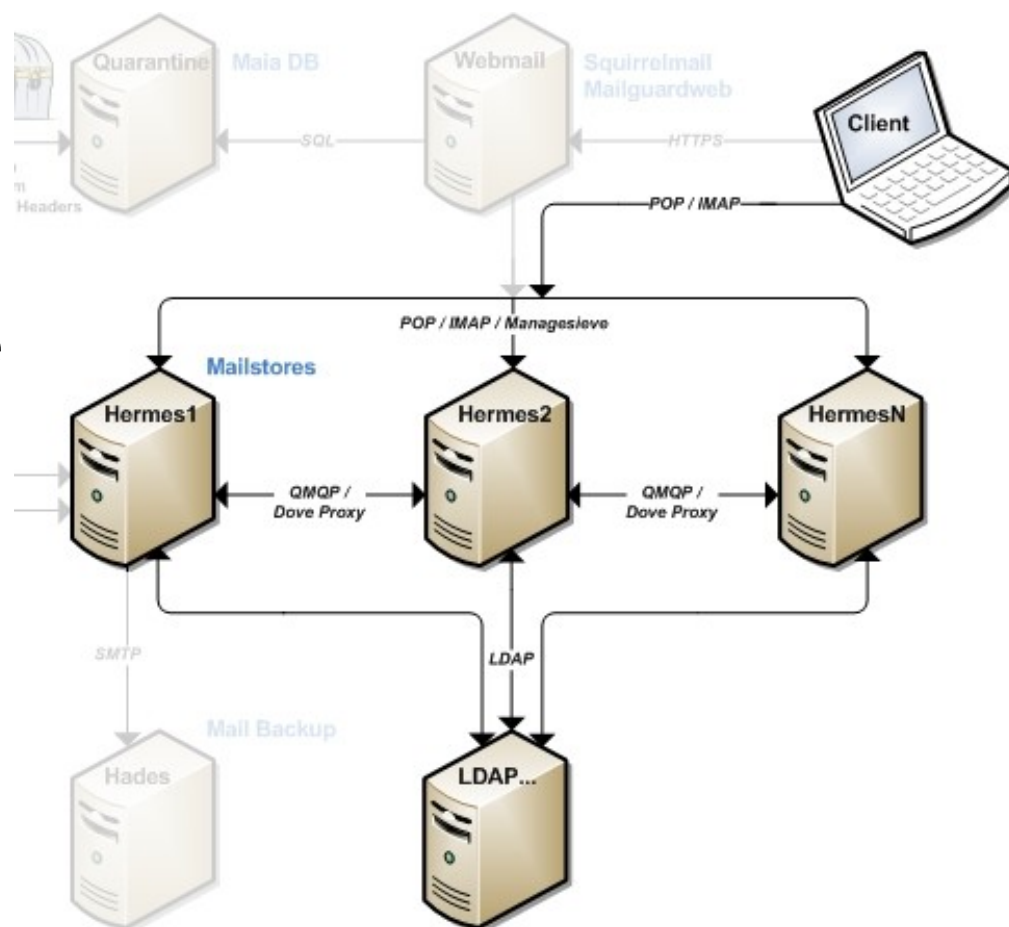 Quarantine
Maia DB
Webmail
Squirrelmail
Mailguardweb
Client
SQL
HTTPS
Headers
POP / IMAP
POP / IMAP / Managesieve
Mailstores
Hermes1
Hermes2
HermesN
QMQP /
Dove Proxy
QMQP /
Dove Proxy
SMTP
LDAP
Mail Backup
Hades
LDAP...